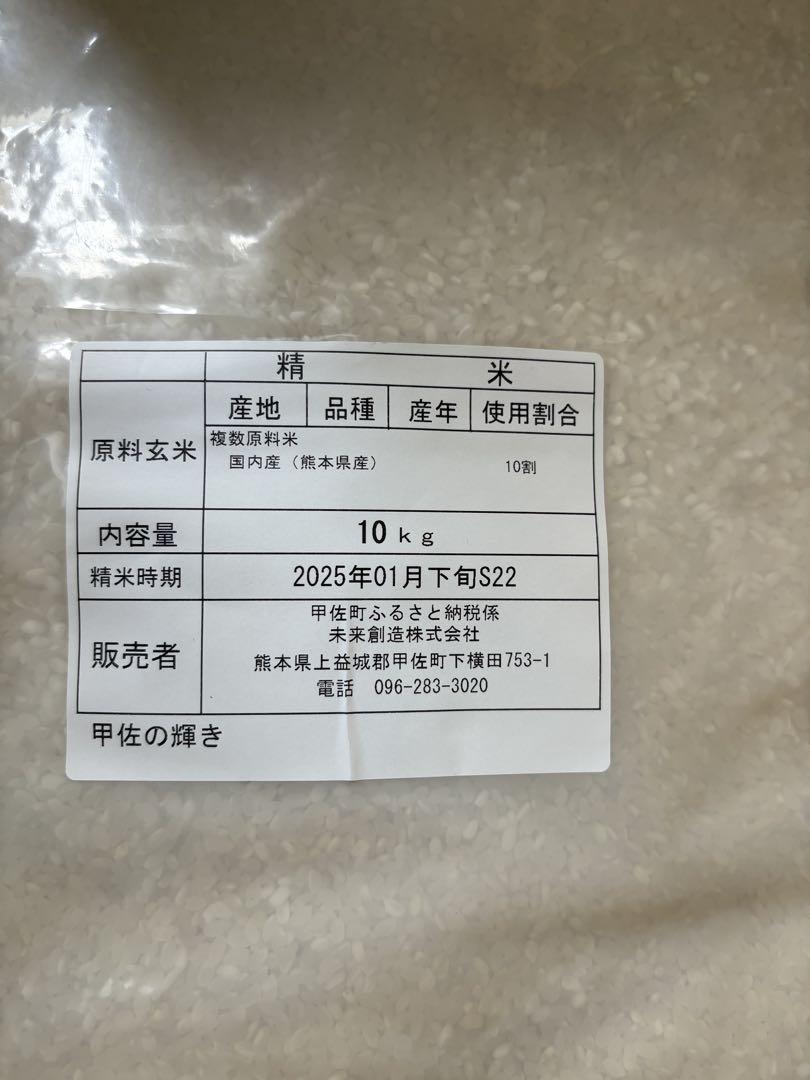 精 米
原料玄米
産地 品種 産年 使用割合
複数原料米
国内産（熊本県産） 10割
内容量 10kg
精米時期 2025年01月下旬S22
販売者
甲佐町ふるさと納税係
未来創造株式会社
熊本県上益城郡甲佐町下横田753-1
電話 096-283-3020
甲佐の輝き